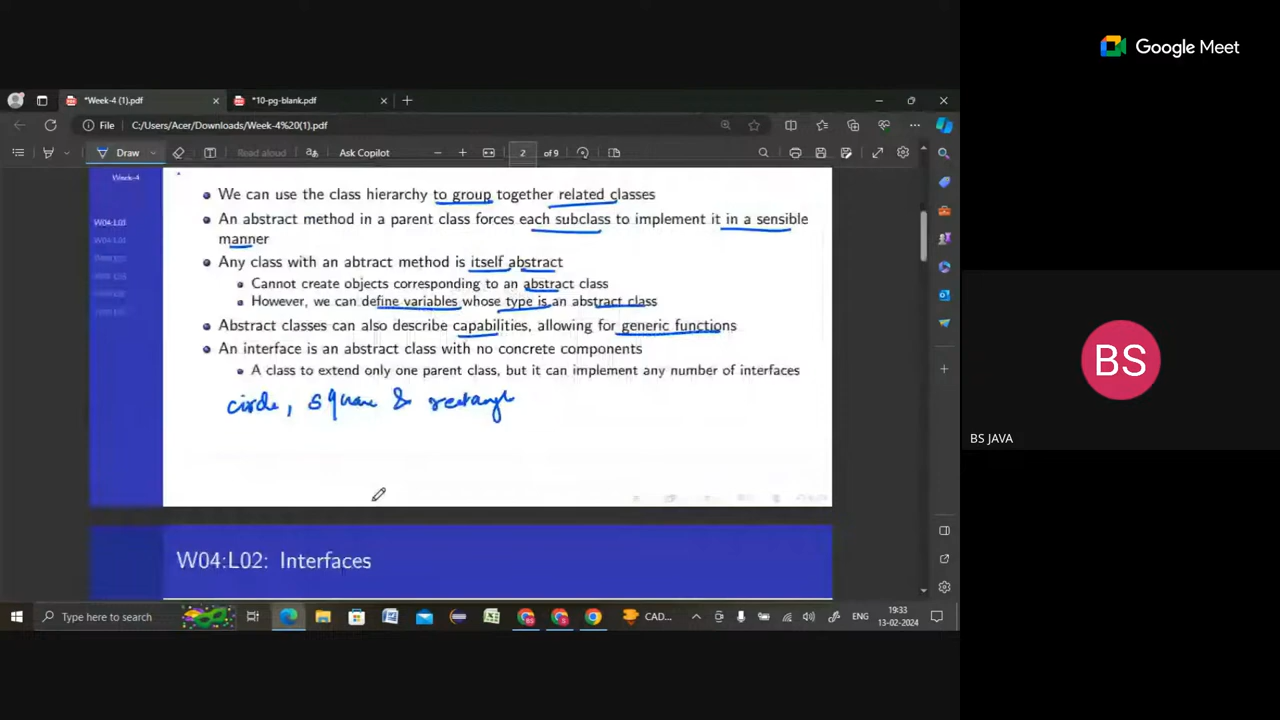 Google Meet
*Week-4 (1).pdf
*10-pg-blank.pdf
File
C:/Users/Acer/Downloads/Week-4%20(1).pdf
Draw
Read aloud
Ask Copilot
2
of 9
Week-4
W04:L01
We can use the class hierarchy to group together related classes
An abstract method in a parent class forces each subclass to implement it in a sensible
manner
Any class with an abtract method is itself abstract
Cannot create objects corresponding to an abstract class
However, we can define variables whose type is an abstract class
Abstract classes can also describe capabilities, allowing for generic functions
An interface is an abstract class with no concrete components
A class to extend only one parent class, but it can implement any number of interfaces
circle, square & rectangl
W04:L02: Interfaces
BS
BS JAVA
Type here to search
CAD...
ENG
19:33
13-02-2024